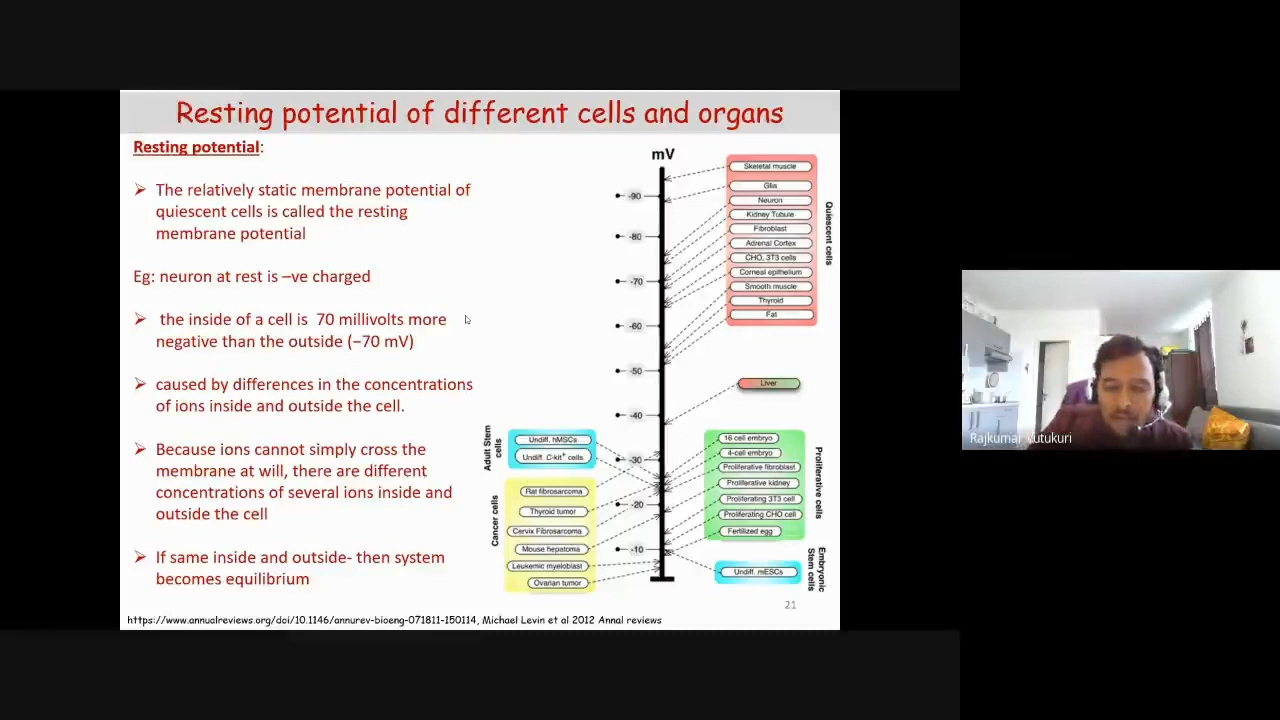 Resting potential of different cells and organs
Resting potential:
➢ The relatively static membrane potential of
quiescent cells is called the resting
membrane potential
Eg: neuron at rest is –ve charged
➢ the inside of a cell is 70 millivolts more
negative than the outside (−70 mV)
➢ caused by differences in the concentrations
of ions inside and outside the cell.
➢ Because ions cannot simply cross the
membrane at will, there are different
concentrations of several ions inside and
outside the cell
➢ If same inside and outside- then system
becomes equilibrium
mV
-90
-80
-70
-60
-50
-40
-30
-20
-10
Skeletal muscle
Glia
Neuron
Kidney Tubule
Fibroblast
Adrenal Cortex
CHO, 3T3 cells
Corneal epithelium
Smooth muscle
Thyroid
Fat
Quiescent cells
Liver
Adult Stem
cells
Undiff. hMSCs
Undiff. C-kit+ cells
Cancer cells
Rat fibrosarcoma
Thyroid tumor
Cervix Fibrosarcoma
Mouse hepatoma
Leukemic myeloblast
Ovarian tumor
16 cell embryo
4-cell embryo
Proliferative fibroblast
Proliferative kidney
Proliferating 3T3 cell
Proliferating CHO cell
Fertilized egg
Proliferative cells
Undiff. mESCs
Embryonic
Stem cells
21
https://www.annualreviews.org/doi/10.1146/annurev-bioeng-071811-150114, Michael Levin et al 2012 Annal reviews
Rajkumar Vutukuri